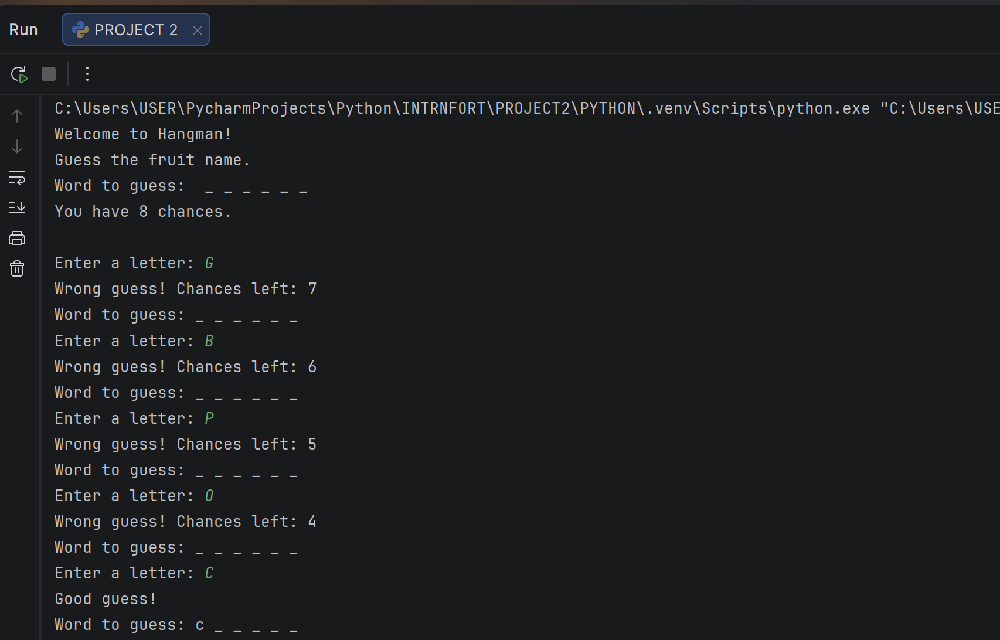 Run PROJECT 2
C:\Users\USER\PycharmProjects\Python\INTRNFORT\PROJECT2\PYTHON\.venv\Scripts\python.exe "C:\Users\USE
Welcome to Hangman!
Guess the fruit name.
Word to guess:  _ _ _ _ _ _
You have 8 chances.
Enter a letter: G
Wrong guess! Chances left: 7
Word to guess: _ _ _ _ _ _
Enter a letter: B
Wrong guess! Chances left: 6
Word to guess: _ _ _ _ _ _
Enter a letter: P
Wrong guess! Chances left: 5
Word to guess: _ _ _ _ _ _
Enter a letter: O
Wrong guess! Chances left: 4
Word to guess: _ _ _ _ _ _
Enter a letter: C
Good guess!
Word to guess: c _ _ _ _ _